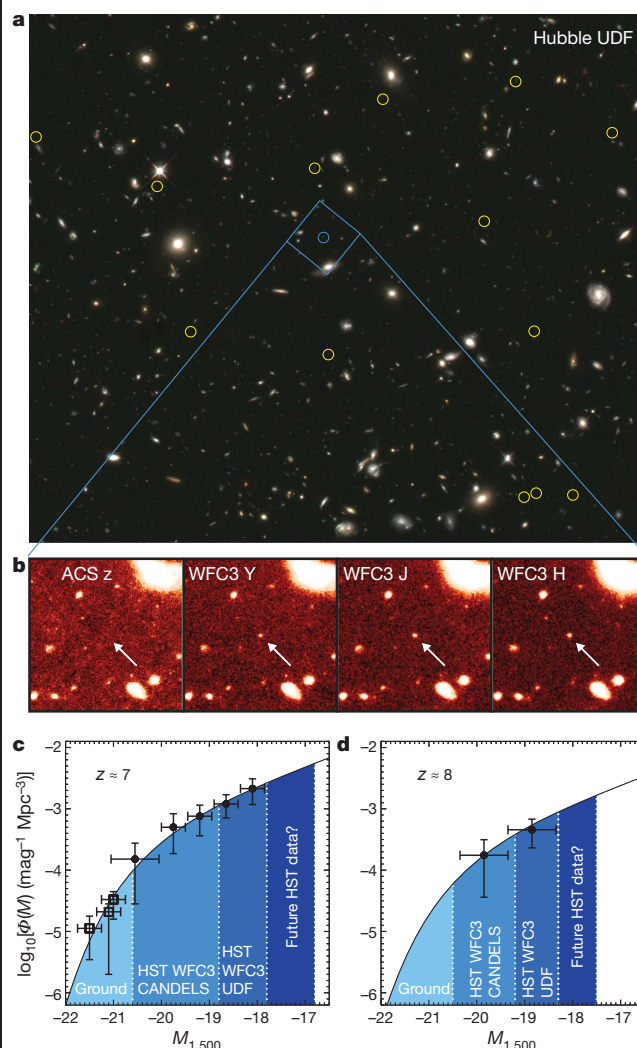 a
Hubble UDF
b
ACS z
WFC3 Y
WFC3 J
WFC3 H
c
z ≈ 7
log10[Φ(M) (mag−1 Mpc−3)]
−2
−3
−4
−5
−6
Ground
HST WFC3
CANDELS
HST
WFC3
UDF
Future HST data?
−22
−21
−20
−19
−18
−17
M1,500
d
z ≈ 8
−2
−3
−4
−5
−6
Ground
HST WFC3
CANDELS
HST WFC3
UDF
Future HST data?
−22
−21
−20
−19
−18
−17
M1,500